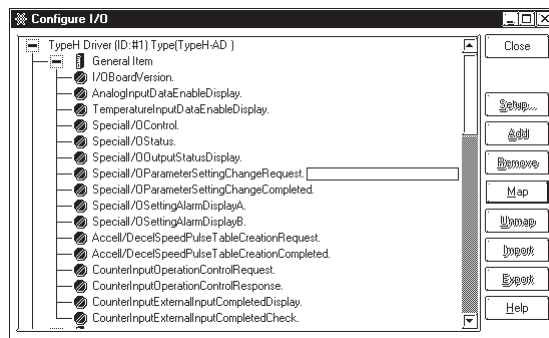 Configure I/O
TypeH Driver (ID:#1) Type(TypeH-AD )
General Item
I/OBoardVersion.
AnalogInputDataEnableDisplay.
TemperatureInputDataEnableDisplay.
SpecialI/OControl.
SpecialI/OStatus.
SpecialI/OOutputStatusDisplay.
SpecialI/OParameterSettingChangeRequest.
SpecialI/OParameterSettingChangeCompleted.
SpecialI/OSettingAlarmDisplayA.
SpecialI/OSettingAlarmDisplayB.
Accell/DecelSpeedPulseTableCreationRequest.
Accell/DecelSpeedPulseTableCreationCompleted.
CounterInputOperationControlRequest.
CounterInputOperationControlResponse.
CounterInputExternalInputCompletedDisplay.
CounterInputExternalInputCompletedCheck.
Close
Setup...
Add
Remove
Map
Unmap
Import
Export
Help